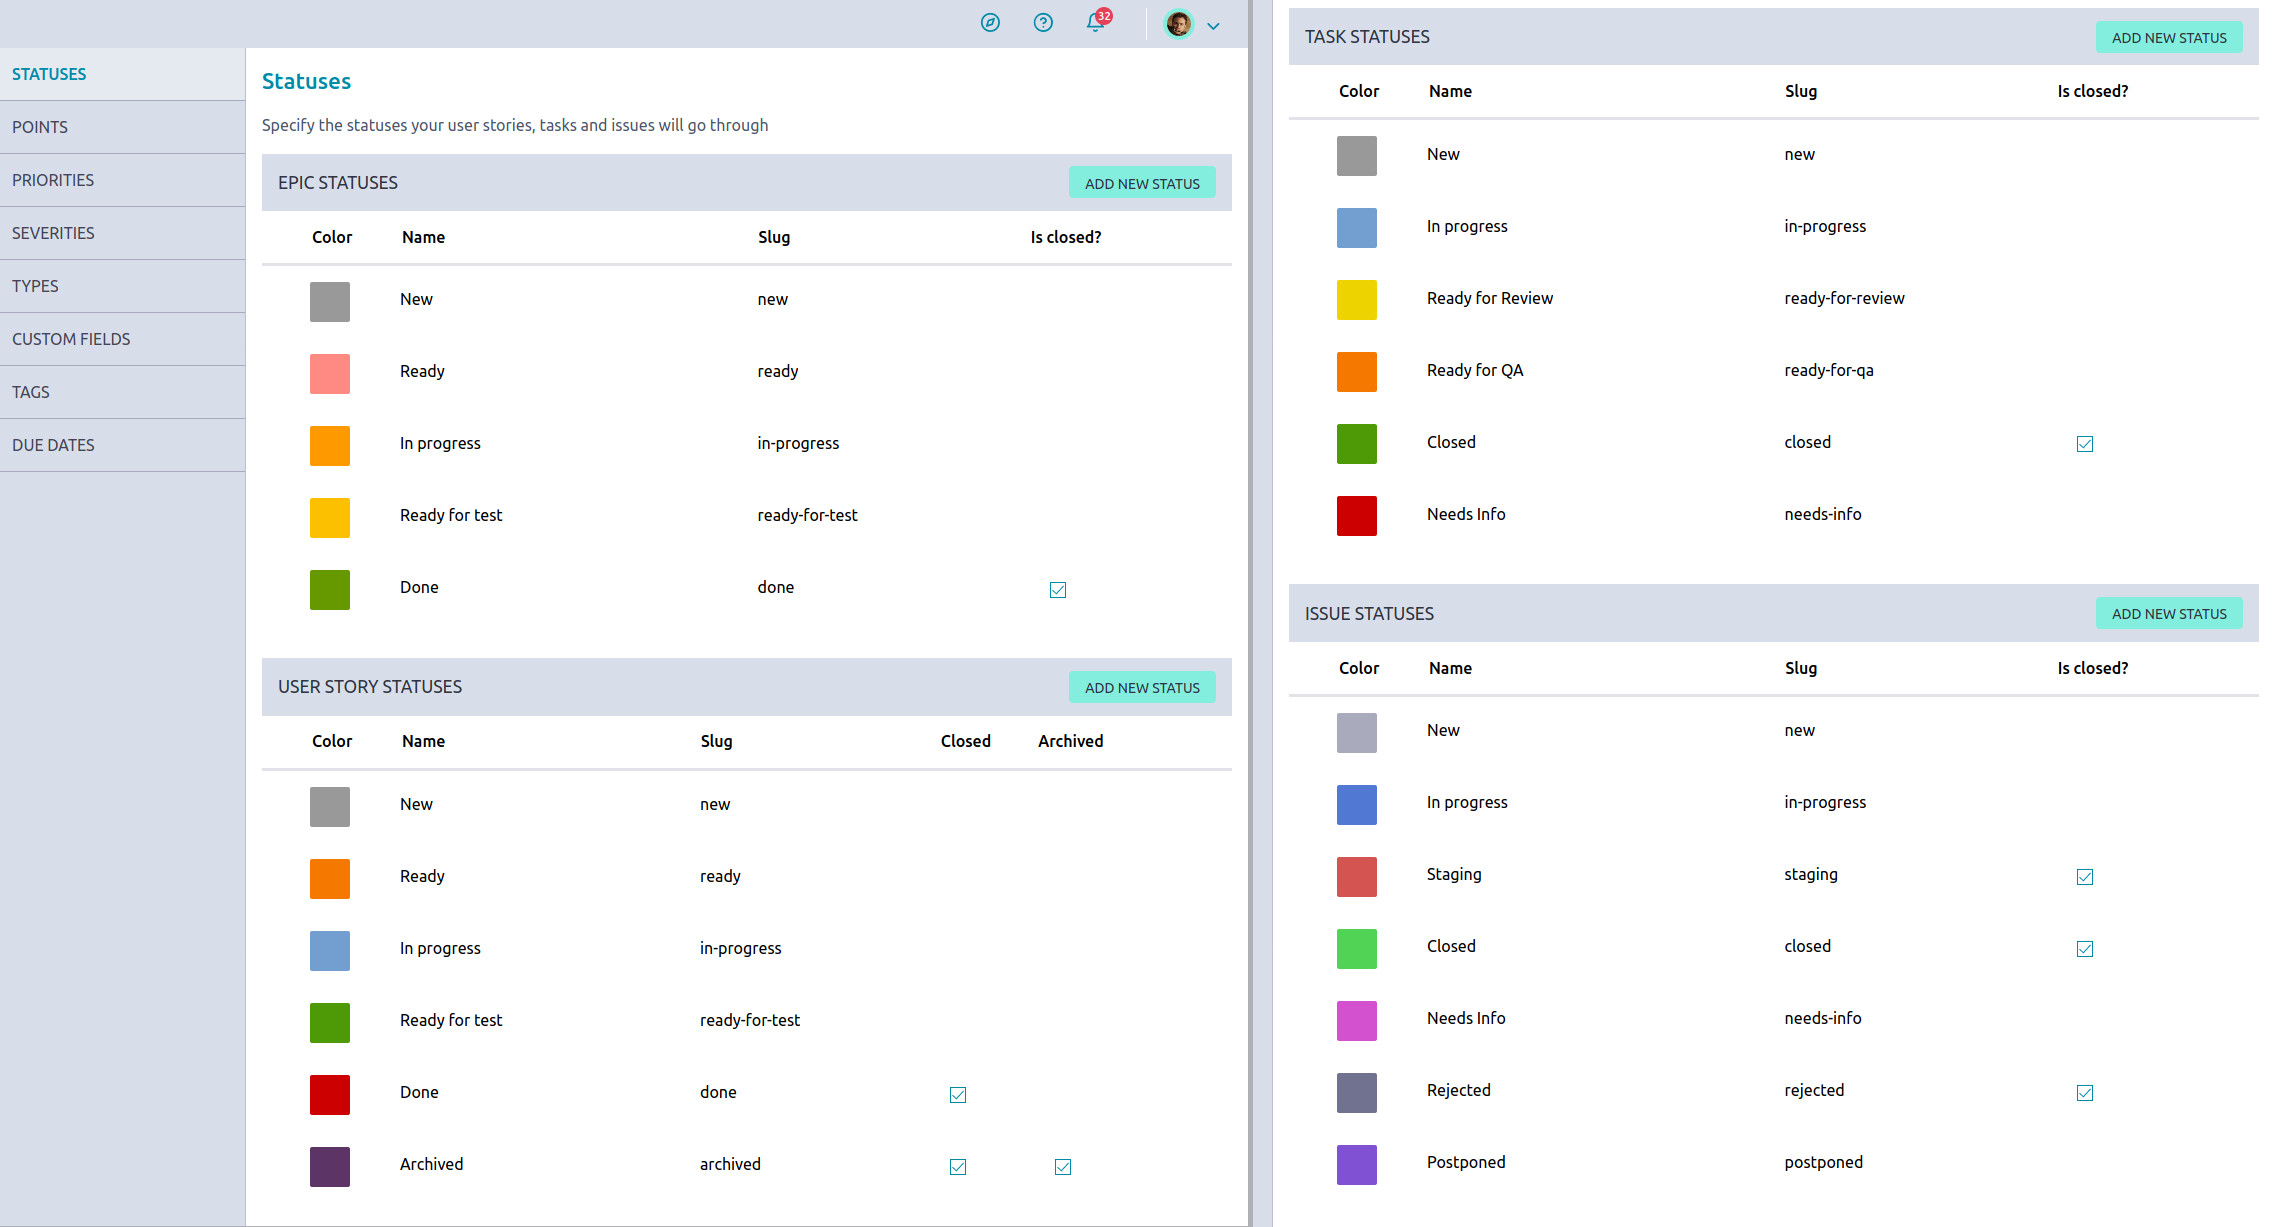 32
STATUSES
POINTS
PRIORITIES
SEVERITIES
TYPES
CUSTOM FIELDS
TAGS
DUE DATES
Statuses
Specify the statuses your user stories, tasks and issues will go through
EPIC STATUSES ADD NEW STATUS
Color Name Slug Is closed?
New new
Ready ready
In progress in-progress
Ready for test ready-for-test
Done done
USER STORY STATUSES ADD NEW STATUS
Color Name Slug Closed Archived
New new
Ready ready
In progress in-progress
Ready for test ready-for-test
Done done
Archived archived
TASK STATUSES ADD NEW STATUS
Color Name Slug Is closed?
New new
In progress in-progress
Ready for Review ready-for-review
Ready for QA ready-for-qa
Closed closed
Needs Info needs-info
ISSUE STATUSES ADD NEW STATUS
Color Name Slug Is closed?
New new
In progress in-progress
Staging staging
Closed closed
Needs Info needs-info
Rejected rejected
Postponed postponed